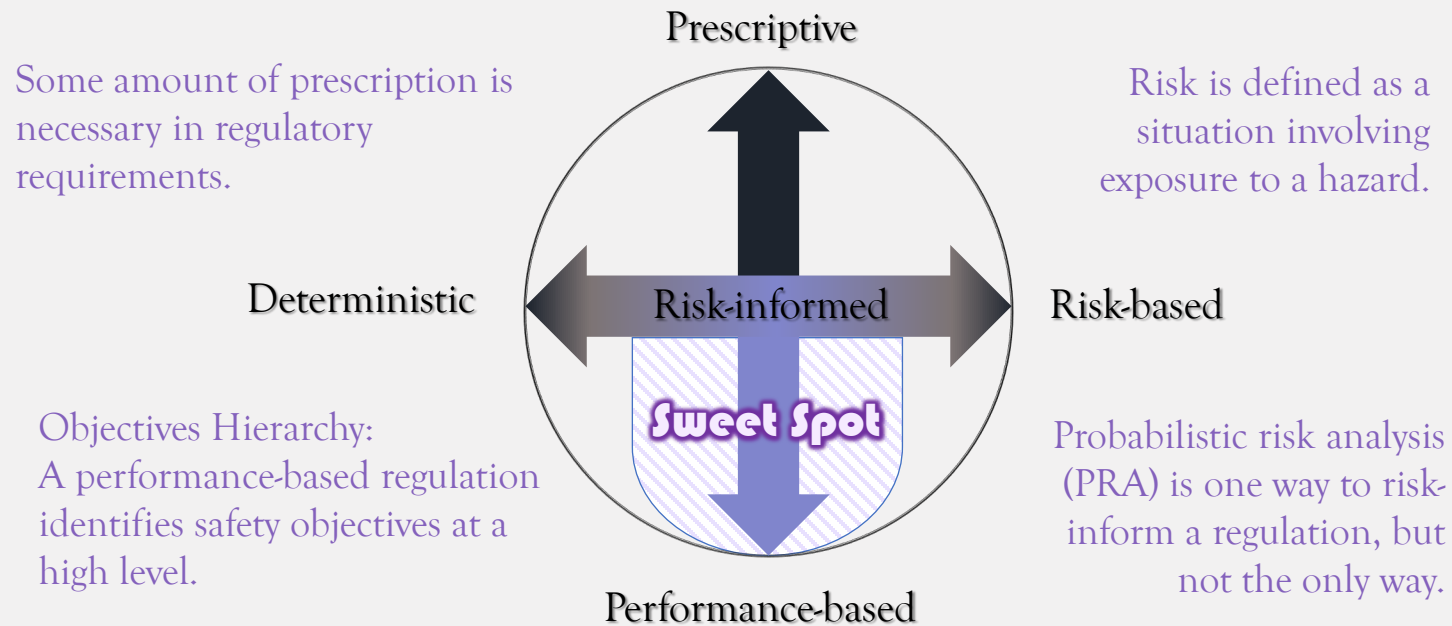 Prescriptive
Some amount of prescription is
necessary in regulatory
requirements.
Risk is defined as a
situation involving
exposure to a hazard.
Deterministic
Risk-informed
Risk-based
Sweet Spot
Objectives Hierarchy:
A performance-based regulation
identifies safety objectives at a
high level.
Probabilistic risk analysis
(PRA) is one way to risk-
inform a regulation, but
not the only way.
Performance-based